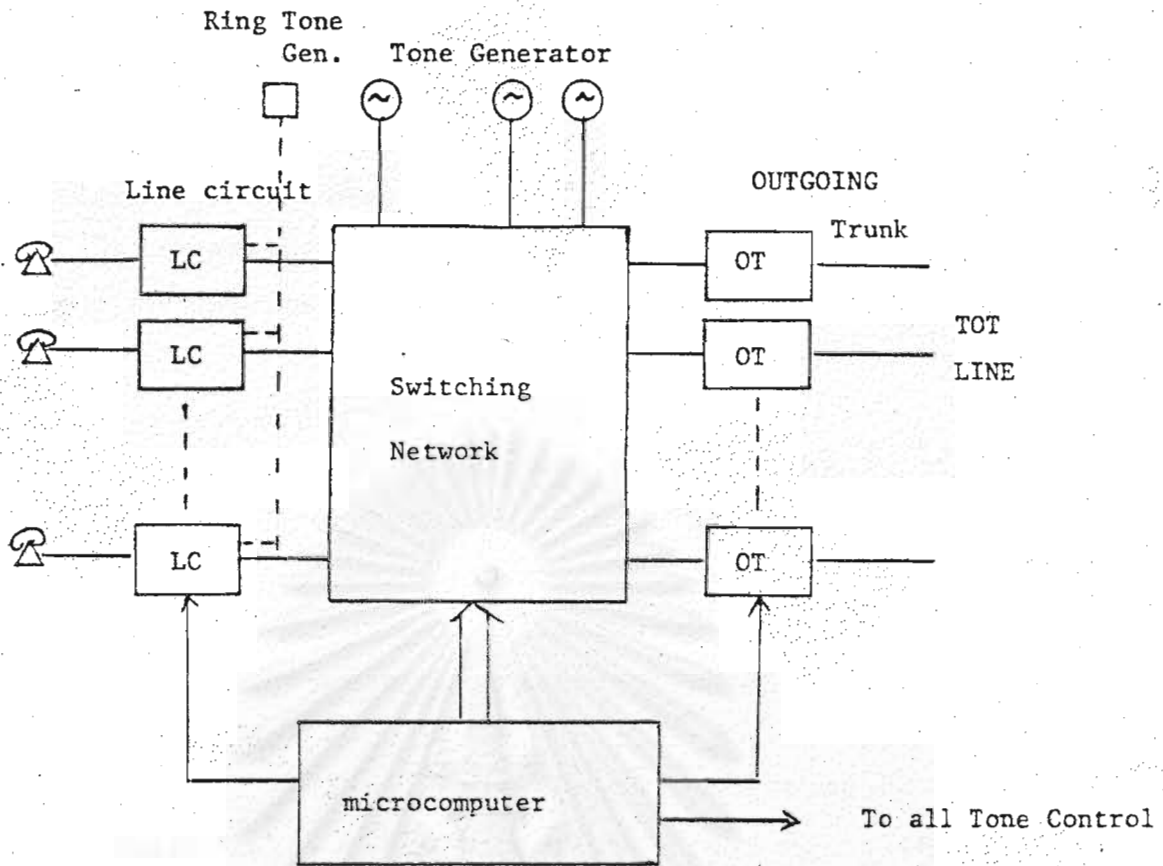 Ring Tone
Gen.
Tone Generator
Line circuit
OUTGOING
Trunk
LC
OT
LC
OT
TOT
LINE
Switching
Network
LC
OT
microcomputer
To all Tone Control